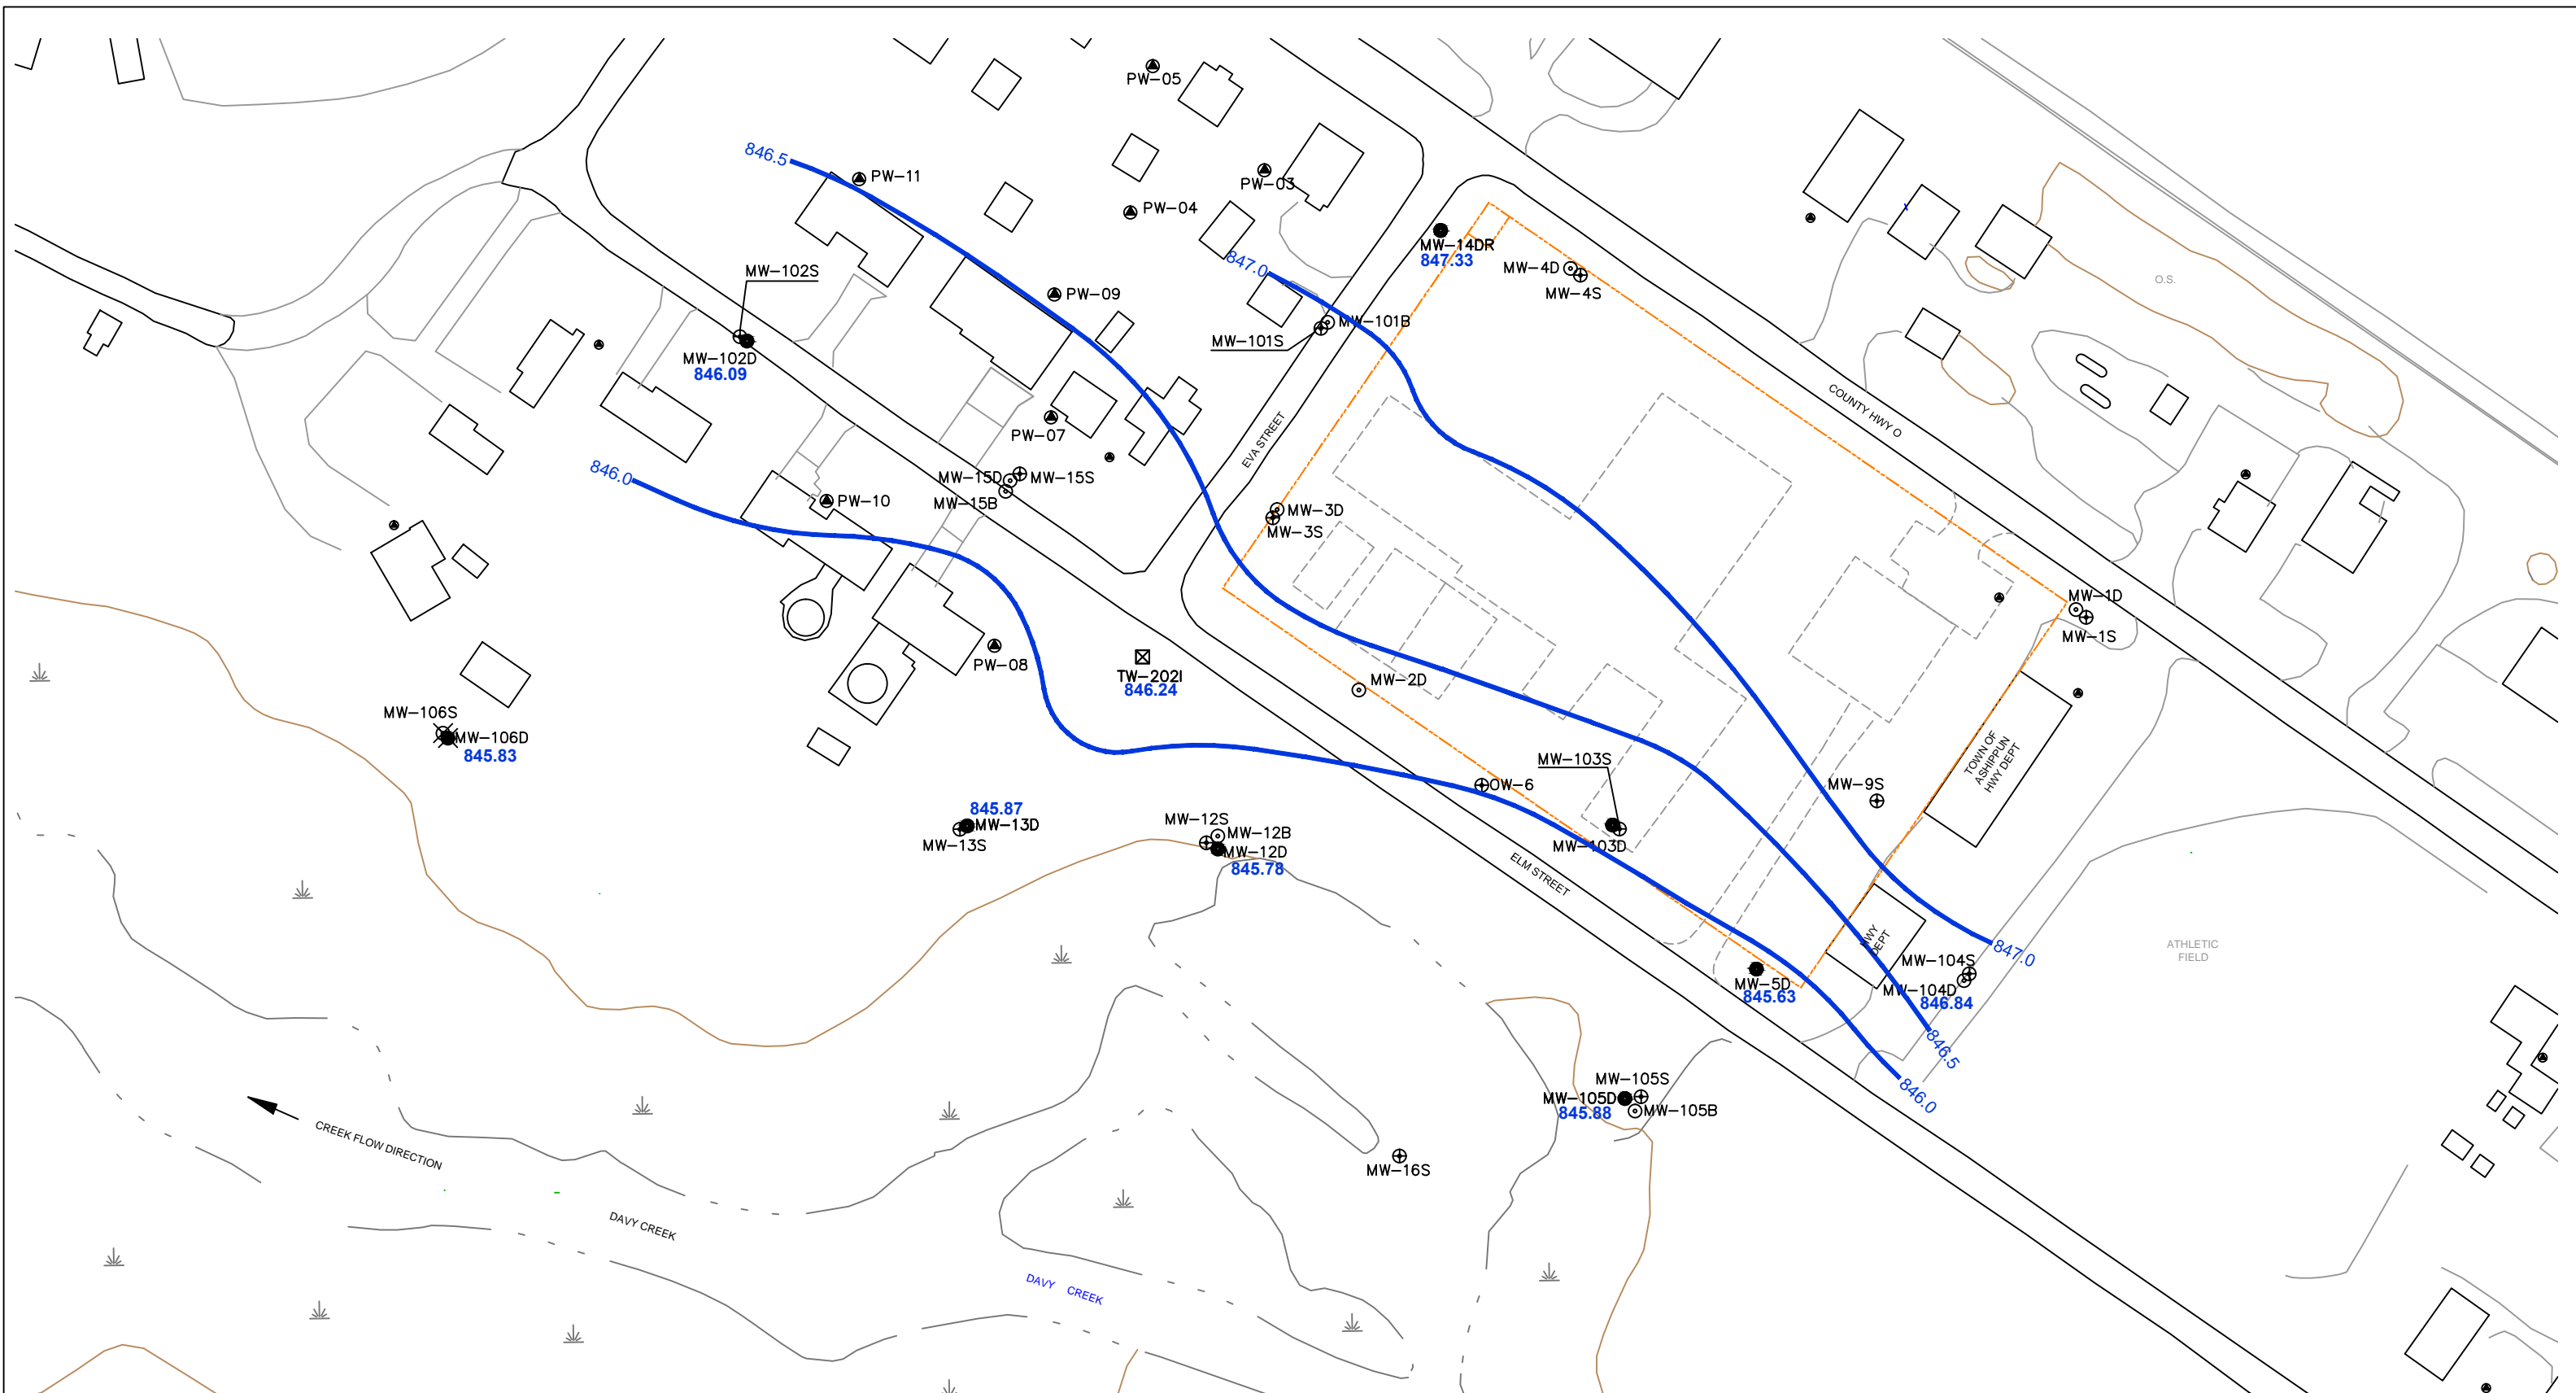 PW-05
846.5
PW-11
PW-03
PW-04
MW-14DR
847.33
847.0
MW-4D
MW-4S
O.S.
MW-102S
PW-09
MW-101B
MW-101S
MW-102D
846.09
COUNTY HWY O
PW-07
EVA STREET
846.0
MW-15D
MW-15S
MW-15B
PW-10
MW-3D
MW-3S
MW-1D
MW-1S
PW-08
TW-202I
846.24
MW-2D
MW-106S
MW-106D
845.83
TOWN OF
ASHIPPUN
HWY DEPT
MW-103S
OW-6
MW-9S
845.87
MW-13D
MW-13S
MW-12S
MW-12B
MW-12D
845.78
MW-103D
ELM STREET
HWY
DEPT
847.0
ATHLETIC
FIELD
MW-104S
MW-104D
846.84
MW-5D
845.63
846.5
846.0
MW-105S
MW-105D
845.88
MW-105B
CREEK FLOW DIRECTION
MW-16S
DAVY CREEK
DAVY CREEK